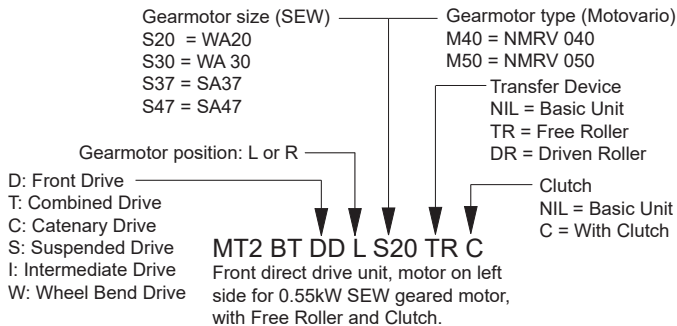 Gearmotor size (SEW)
S20 = WA20
S30 = WA 30
S37 = SA37
S47 = SA47
Gearmotor type (Motovario)
M40 = NMRV 040
M50 = NMRV 050
Transfer Device
NIL = Basic Unit
TR = Free Roller
DR = Driven Roller
Gearmotor position: L or R
Clutch
NIL = Basic Unit
C = With Clutch
D: Front Drive
T: Combined Drive
C: Catenary Drive
S: Suspended Drive
I: Intermediate Drive
W: Wheel Bend Drive
MT2 BT DD L S20 TR C
Front direct drive unit, motor on left
side for 0.55kW SEW geared motor,
with Free Roller and Clutch.